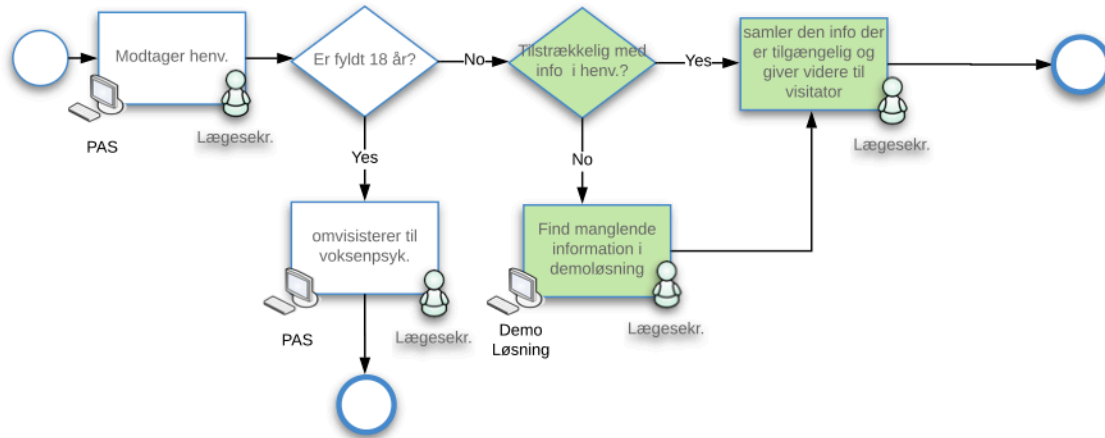 Modtager henv.
PAS
Lægesekr.
Er fyldt 18 år?
No
Tilstrækkelig med
info i henv.?
Yes
samler den info der
er tilgængelig og
giver videre til
visitator
Lægesekr.
Yes
No
omvisisterer til
voksenpsyk.
PAS
Lægesekr.
Find manglende
information i
demoløsning
Demo
Løsning
Lægesekr.